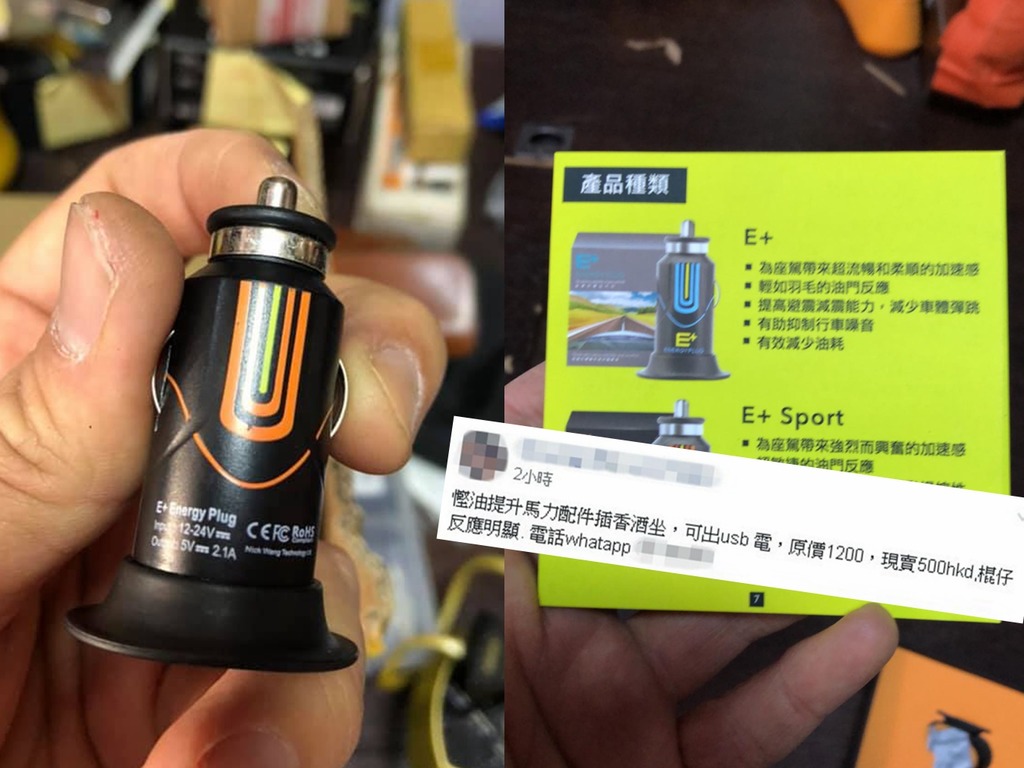 E+ Energy Plug
Input: 12-24V
Output: 5V 2.1A
CE FC RoHS
Compliant
產品種類
E+
為座駕帶來超流暢和柔順的加速感
輕如羽毛的油門反應
提高避震減震能力，減少車體彈跳
有助抑制行車噪音
有效減少油耗
E+
ENERGY PLUG
E+ Sport
為座駕帶來強烈而興奮的加速感
2小時
慳油提升馬力配件插香酒坐，可出usb 電，原價1200，現賣500hkd,棍仔
反應明顯. 電話whatapp
7